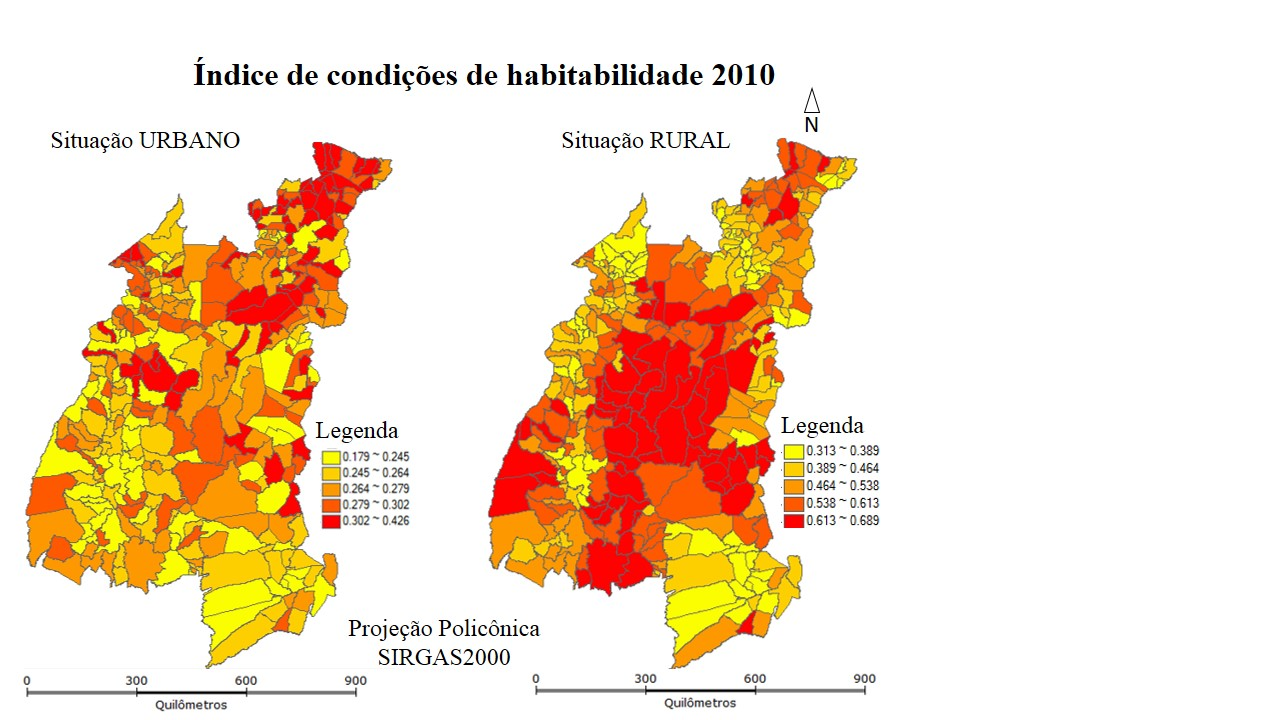 Índice de condições de habitabilidade 2010
N
Situação URBANO
Situação RURAL
Legenda
0.179 ~ 0.245
0.245 ~ 0.264
0.264 ~ 0.279
0.279 ~ 0.302
0.302 ~ 0.426
Legenda
0.313 ~ 0.389
0.389 ~ 0.464
0.464 ~ 0.538
0.538 ~ 0.613
0.613 ~ 0.689
Projeção Policônica
SIRGAS2000
0 300 600 900
Quilômetros
0 300 600 900
Quilômetros